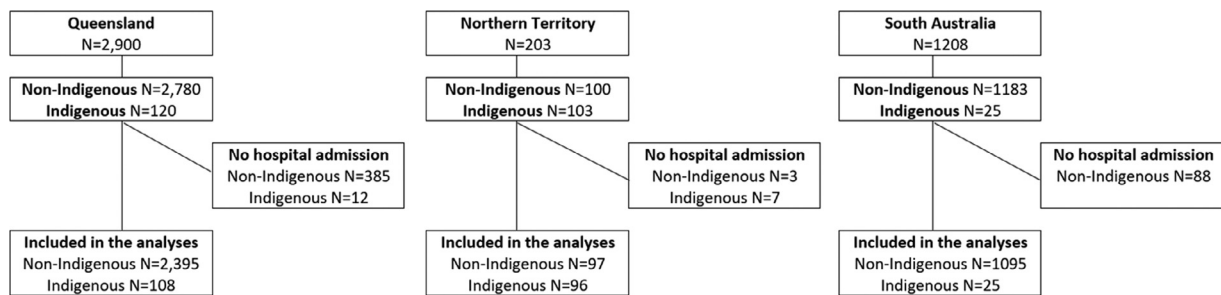 Queensland
N=2,900
Non-Indigenous N=2,780
Indigenous N=120
No hospital admission
Non-Indigenous N=385
Indigenous N=12
Included in the analyses
Non-Indigenous N=2,395
Indigenous N=108
Northern Territory
N=203
Non-Indigenous N=100
Indigenous N=103
No hospital admission
Non-Indigenous N=3
Indigenous N=7
Included in the analyses
Non-Indigenous N=97
Indigenous N=96
South Australia
N=1208
Non-Indigenous N=1183
Indigenous N=25
No hospital admission
Non-Indigenous N=88
Included in the analyses
Non-Indigenous N=1095
Indigenous N=25